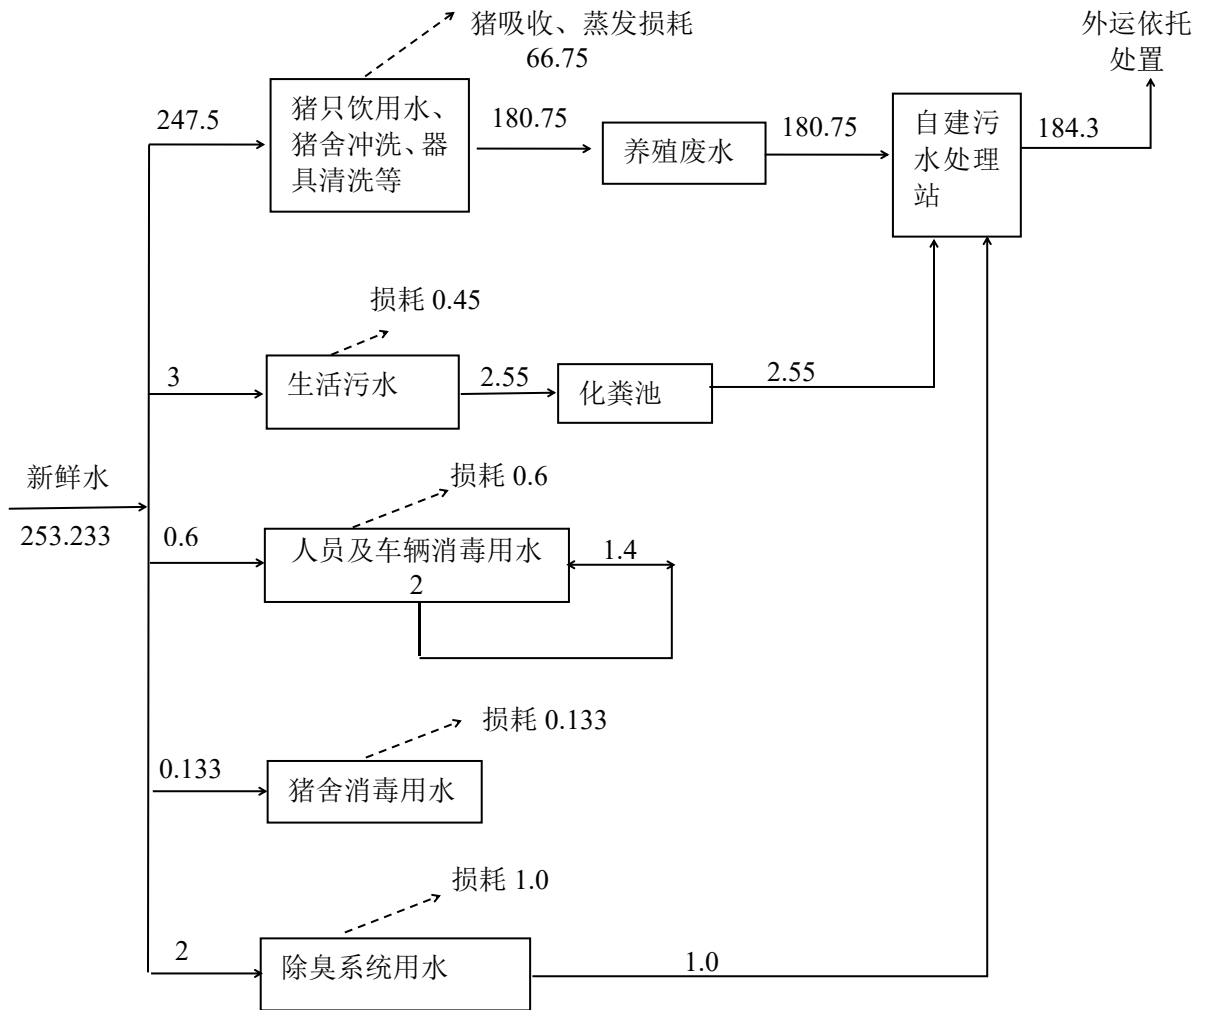 猪吸收、蒸发损耗
66.75
外运依托
处置
247.5
猪只饮用水、
猪舍冲洗、器
具清洗等
180.75
养殖废水
180.75
自建污
水处理
站
184.3
损耗 0.45
3
生活污水
2.55
化粪池
2.55
新鲜水
253.233
损耗 0.6
0.6
人员及车辆消毒用水
2
1.4
损耗 0.133
0.133
猪舍消毒用水
损耗 1.0
2
除臭系统用水
1.0